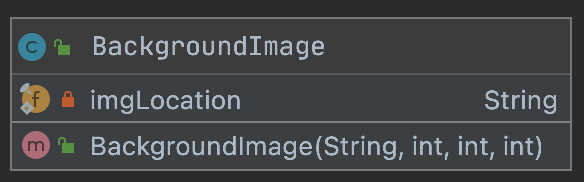 C BackgroundImage
f imgLocation String
m BackgroundImage(String, int, int, int)